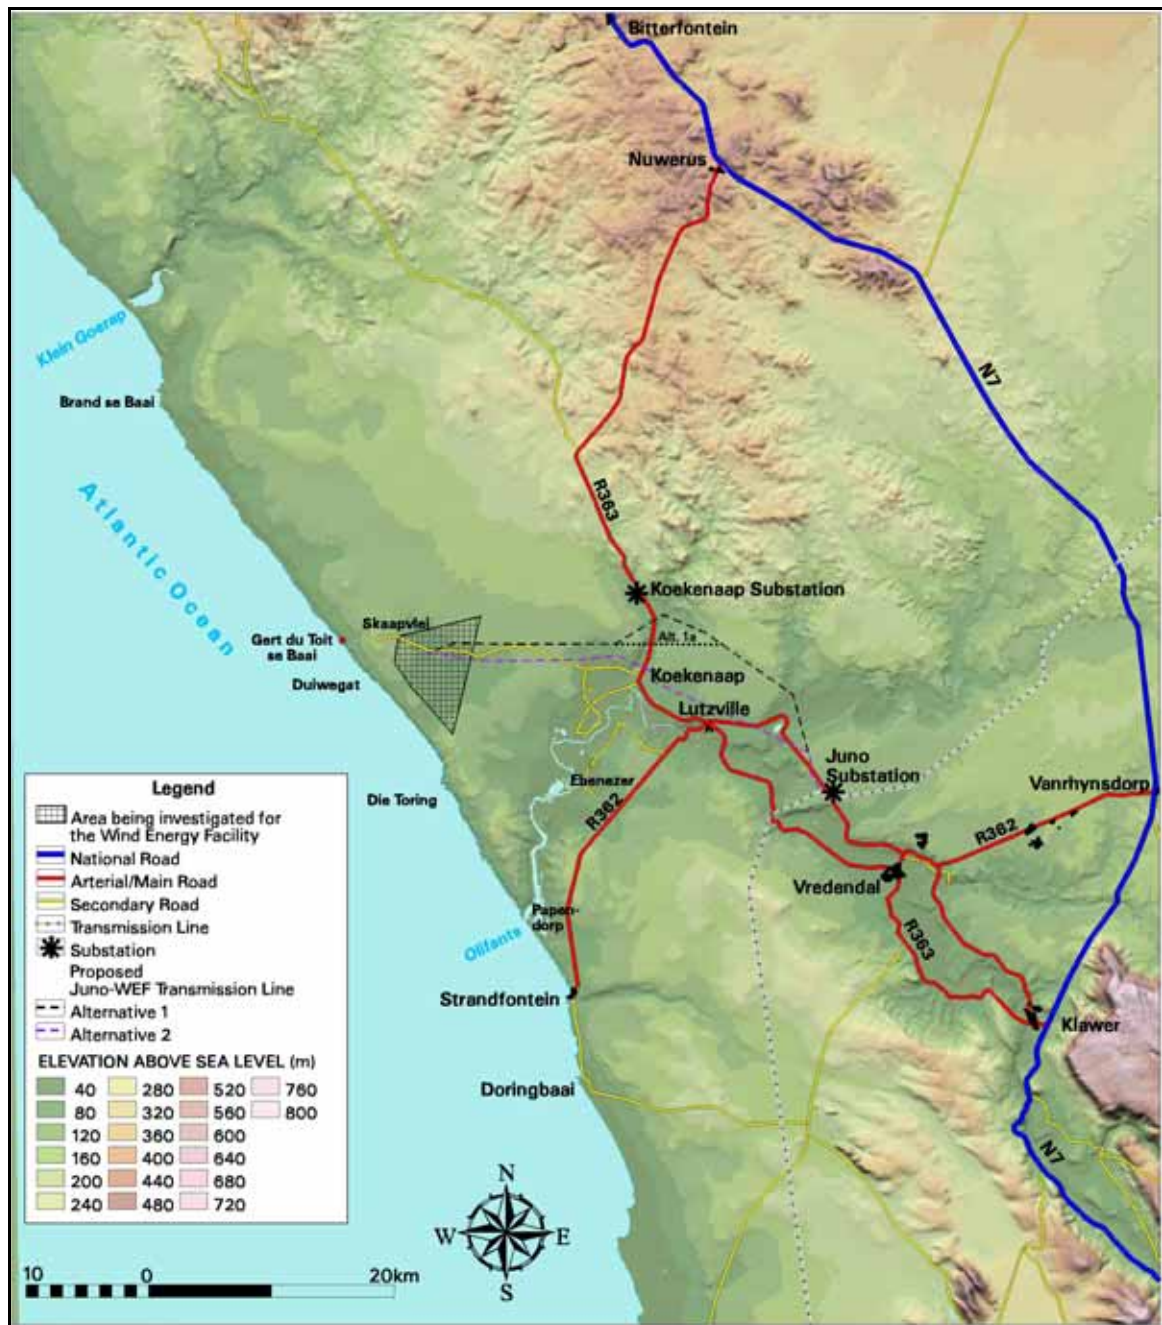 Bitterfontein
Nuwerus
Klein Goerap
N7
Brand se Baai
R363
Atlantic Ocean
Koekenaap Substation
Skaapvlei
Gert du Toit
se Baai
Alt. 1a
Koekenaap
Duiwegat
Lutzville
Juno
Substation
Ebenezer
Vanrhynsdorp
Die Toring
R362
R362
Vredendal
Papen-
dorp
Olifants
R363
Strandfontein
Klawer
Doringbaai
N7
Legend
Area being investigated for
the Wind Energy Facility
National Road
Arterial/Main Road
Secondary Road
Transmission Line
Substation
Proposed
Juno-WEF Transmission Line
Alternative 1
Alternative 2
ELEVATION ABOVE SEA LEVEL (m)
40 280 520 760
80 320 560 800
120 360 600
160 400 640
200 440 680
240 480 720
N
W E
S
10 0 20km